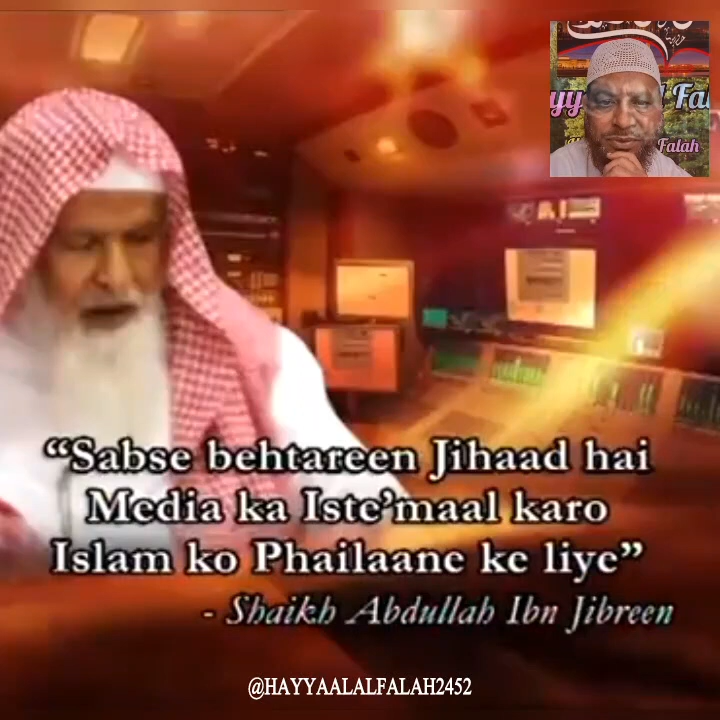 Falah
“Sabse behtareen Jihaad hai
Media ka Iste’maal karo
Islam ko Phailaane ke liye”
- Shaikh Abdullah Ibn Jibreen
@HAYYAALALFALAH2452